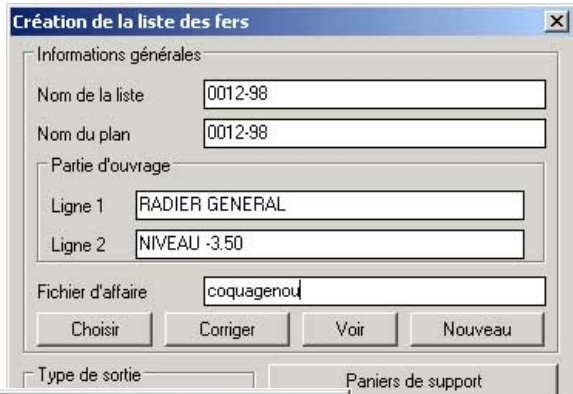 Création de la liste des fers
Informations générales
Nom de la liste 0012-98
Nom du plan 0012-98
Partie d'ouvrage
Ligne 1 RADIER GENERAL
Ligne 2 NIVEAU -3.50
Fichier d'affaire coquagenou
Choisir Corriger Voir Nouveau
Type de sortie Paniers de support